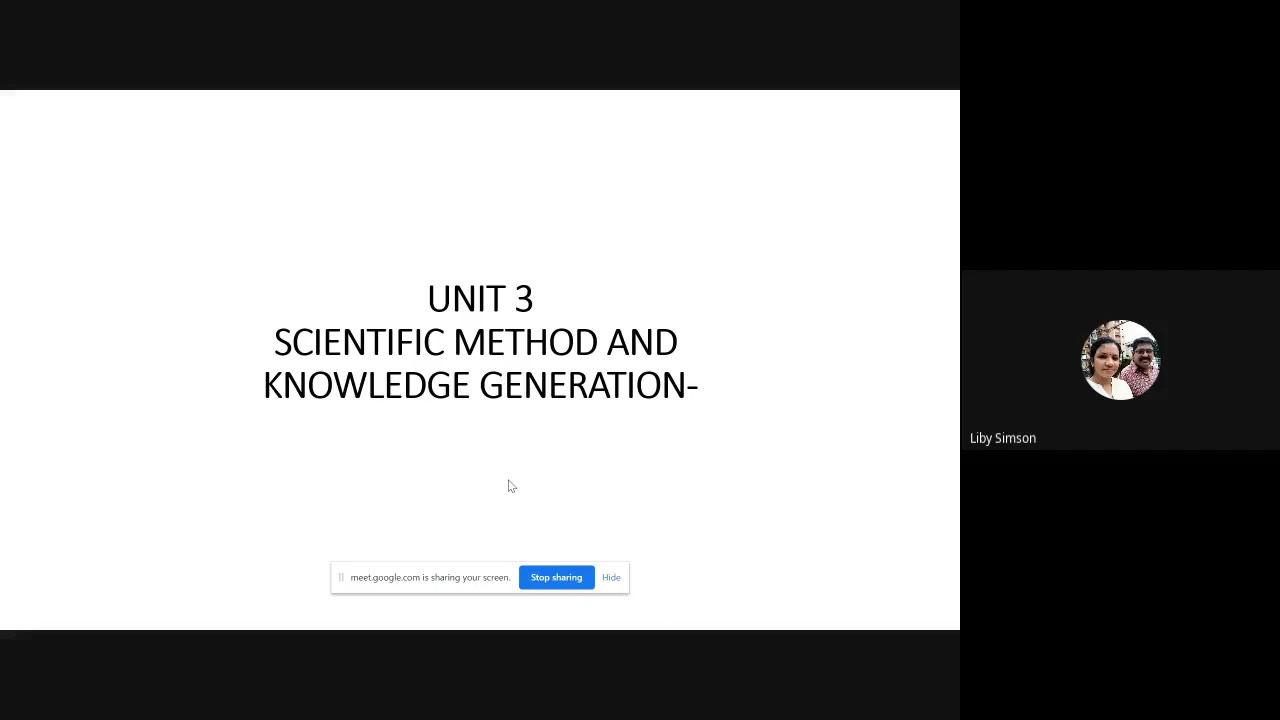 UNIT 3
SCIENTIFIC METHOD AND
KNOWLEDGE GENERATION-
Liby Simson
meet.google.com is sharing your screen. Stop sharing Hide